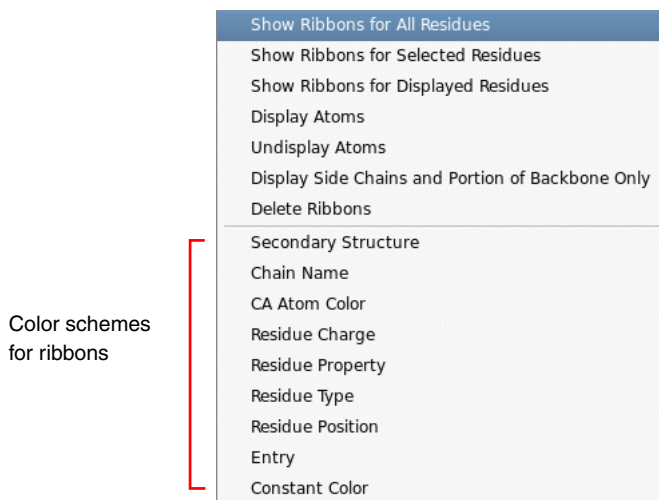 Show Ribbons for All Residues
Show Ribbons for Selected Residues
Show Ribbons for Displayed Residues
Display Atoms
Undisplay Atoms
Display Side Chains and Portion of Backbone Only
Delete Ribbons
Secondary Structure
Chain Name
CA Atom Color
Residue Charge
Residue Property
Residue Type
Residue Position
Entry
Constant Color
Color schemes
for ribbons